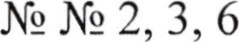 № № 2, 3, 6